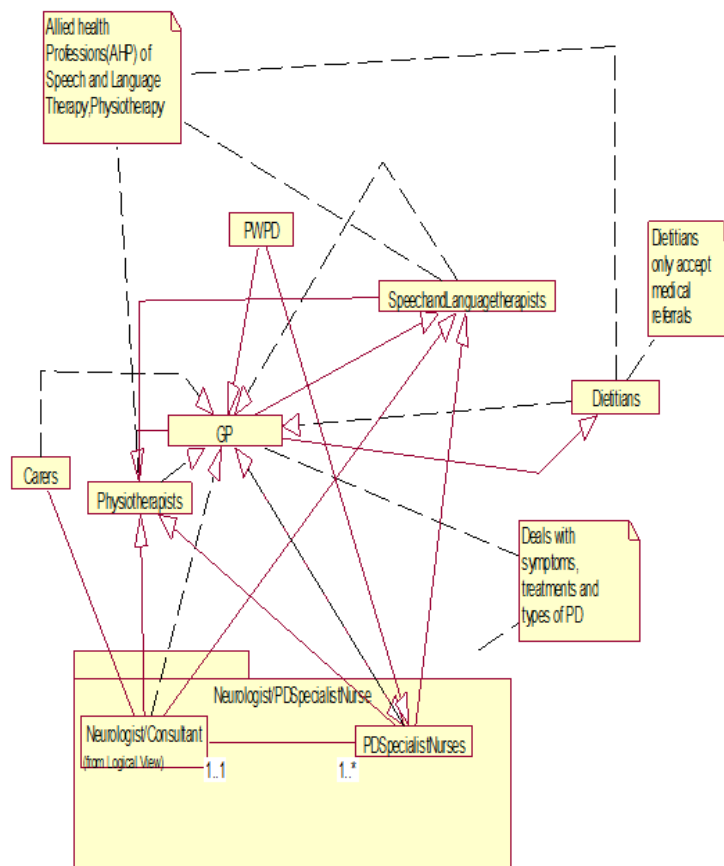 Allied health
Professions(AHP) of
Speech and Language
Therapy,Physiotherapy
PWPD
Dietitians
only accept
medical
referrals
SpeechandLanguagetherapists
Dietitians
GP
Carers
Physiotherapists
Deals with
symptoms,
treatments and
types of PD
Neurologist/PDSpecialistNurse
Neurologist/Consultant
(from Logical View)
PDSpecialistNurses
1..1
1..*